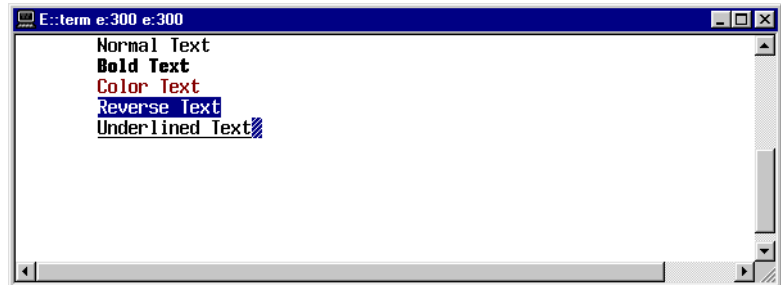 E::term e:300 e:300
Normal Text
Bold Text
Color Text
Reverse Text
Underlined Text